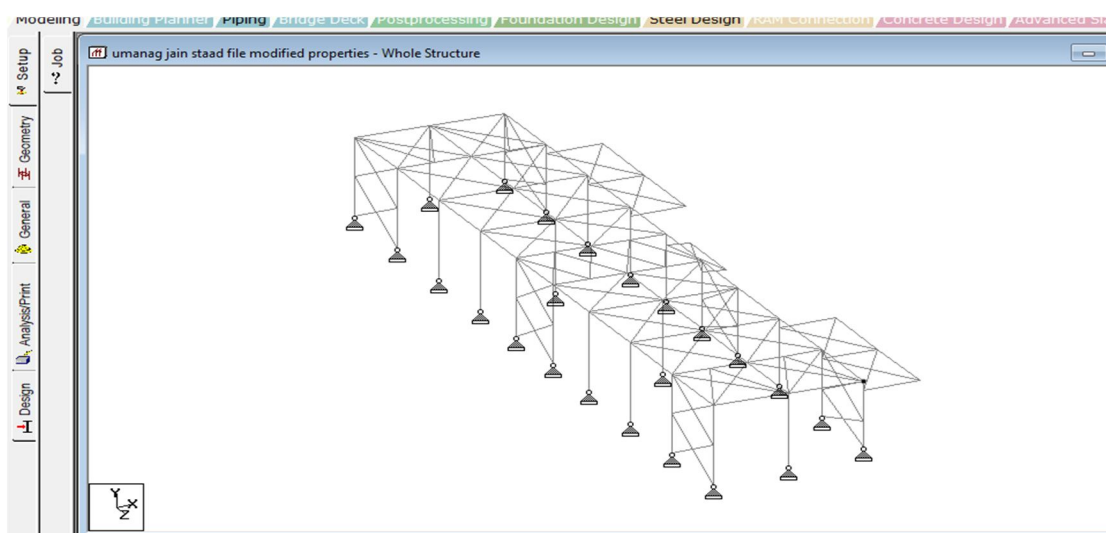 Modeling Building Planner Piping Bridge Deck Postprocessing Foundation Design Steel Design RAM Connection Concrete Design Advanced
Setup
Geometry
General
Analysis/Print
Design
Job
umanag jain staad file modified properties - Whole Structure
Y
X
Z